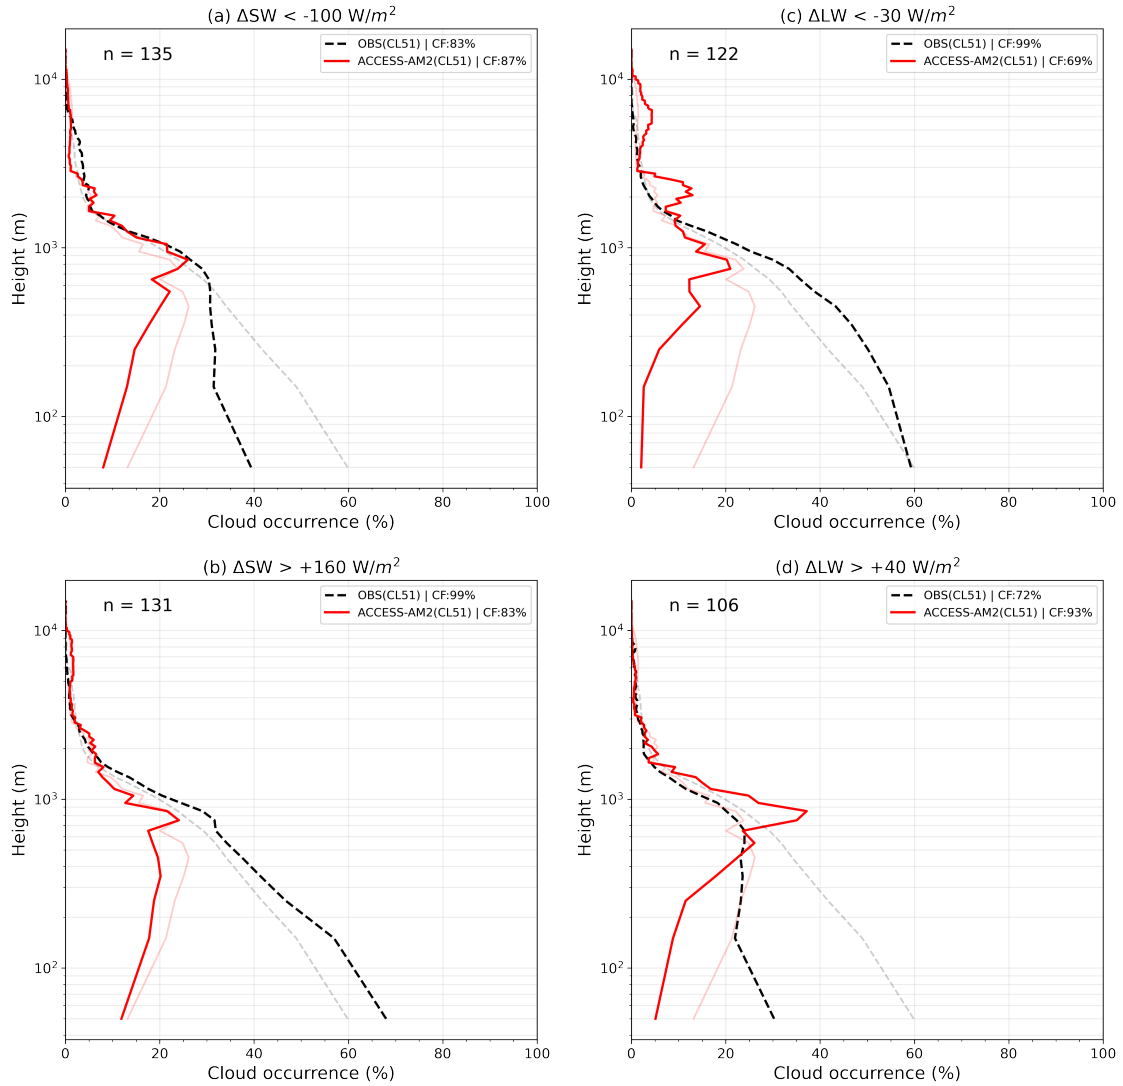 (a) ΔSW < -100 W/m²
n = 135
OBS(CL51) | CF:83%
ACCESS-AM2(CL51) | CF:87%
10⁴
10³
10²
Height (m)
0 20 40 60 80 100
Cloud occurrence (%)
(c) ΔLW < -30 W/m²
n = 122
OBS(CL51) | CF:99%
ACCESS-AM2(CL51) | CF:69%
10⁴
10³
10²
Height (m)
0 20 40 60 80 100
Cloud occurrence (%)
(b) ΔSW > +160 W/m²
n = 131
OBS(CL51) | CF:99%
ACCESS-AM2(CL51) | CF:83%
10⁴
10³
10²
Height (m)
0 20 40 60 80 100
Cloud occurrence (%)
(d) ΔLW > +40 W/m²
n = 106
OBS(CL51) | CF:72%
ACCESS-AM2(CL51) | CF:93%
10⁴
10³
10²
Height (m)
0 20 40 60 80 100
Cloud occurrence (%)